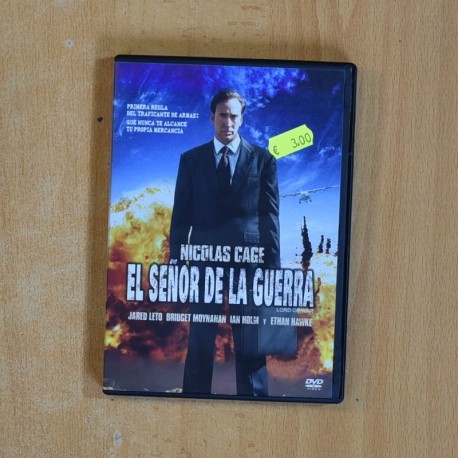 PRIMERA REGLA
DEL TRAFICANTE DE ARMAS:
QUE NUNCA TE ALCANCE
TU PROPIA MERCANCIA
€ 3,00
NICOLAS CAGE
EL SEÑOR DE LA GUERRA
LORD OF WAR
JARED LETO BRIDGET MOYNAHAN IAN HOLM Y ETHAN HAWKE
DVD
VIDEO